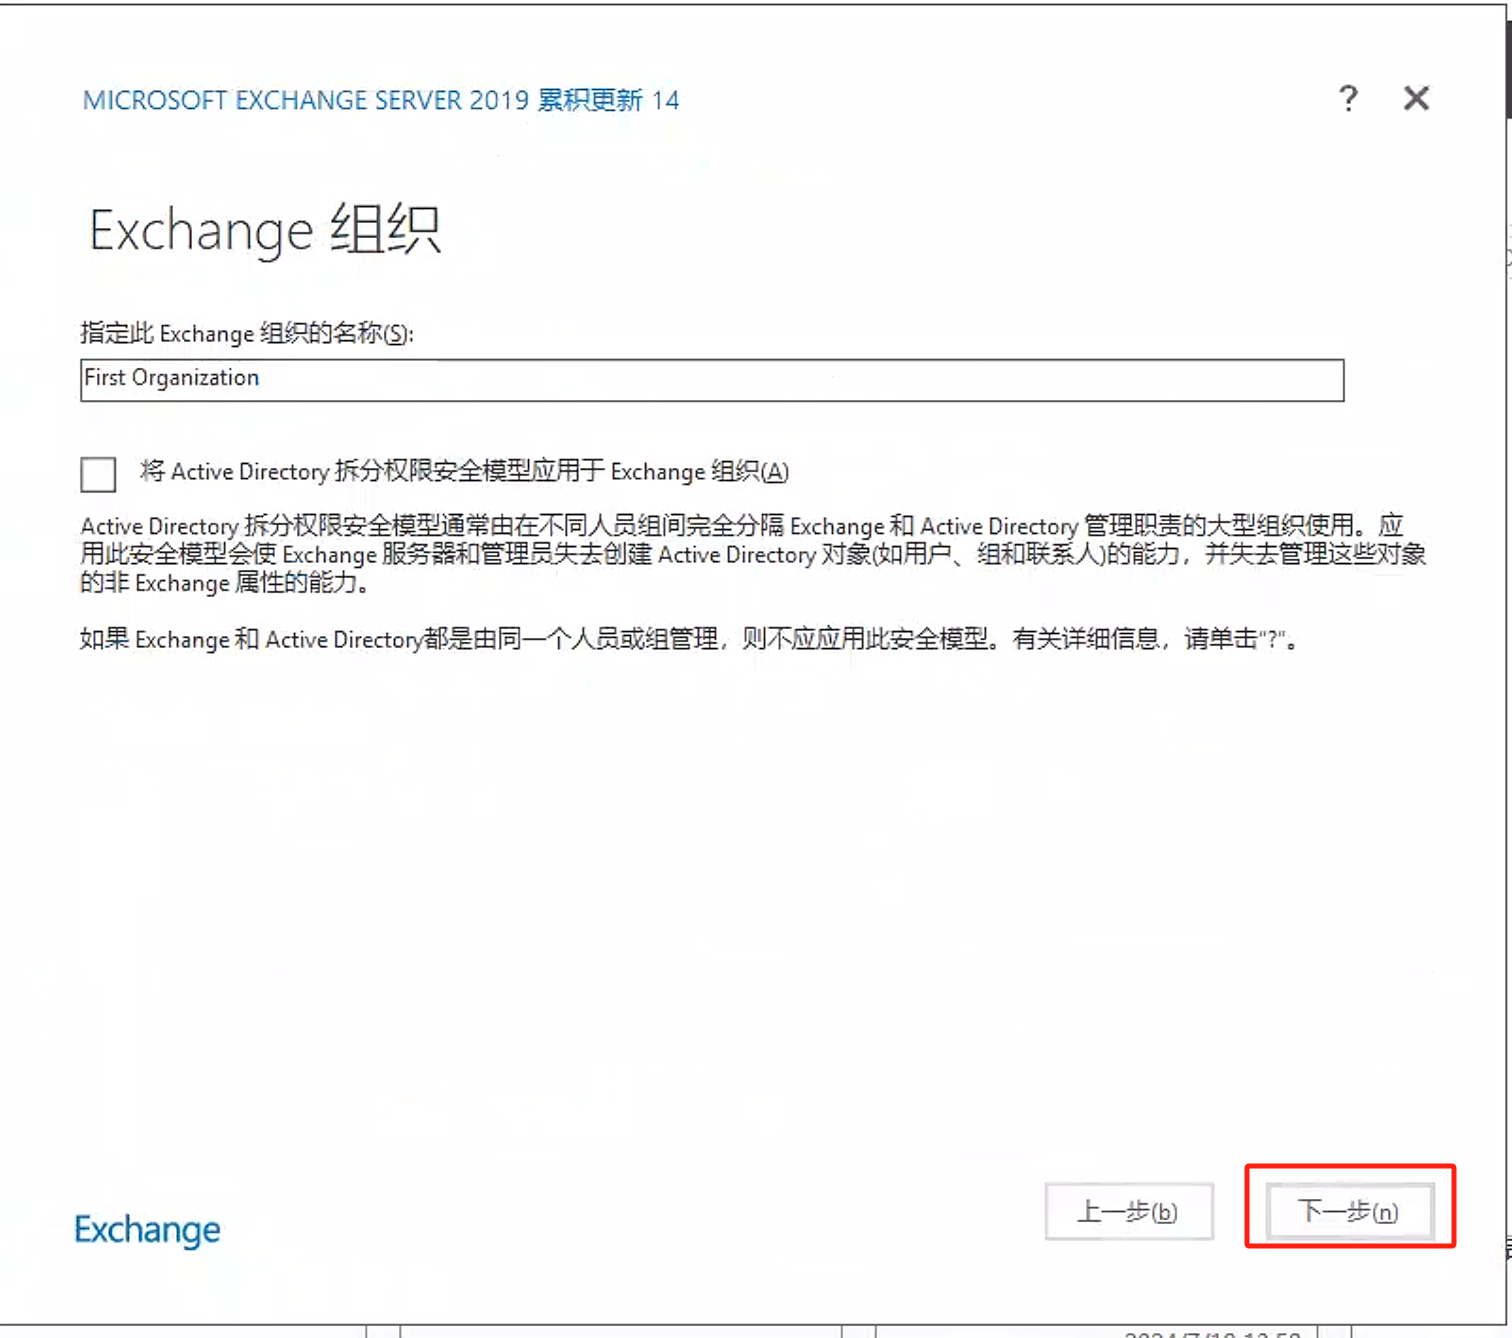 MICROSOFT EXCHANGE SERVER 2019 累积更新 14
? ✕
Exchange 组织
指定此 Exchange 组织的名称(S):
First Organization
将 Active Directory 拆分权限安全模型应用于 Exchange 组织(A)
Active Directory 拆分权限安全模型通常由在不同人员组间完全分隔 Exchange 和 Active Directory 管理职责的大型组织使用。应
用此安全模型会使 Exchange 服务器和管理员失去创建 Active Directory 对象(如用户、组和联系人)的能力，并失去管理这些对象
的非 Exchange 属性的能力。
如果 Exchange 和 Active Directory都是由同一个人员或组管理，则不应应用此安全模型。有关详细信息，请单击"?"。
上一步(b)
下一步(n)
Exchange